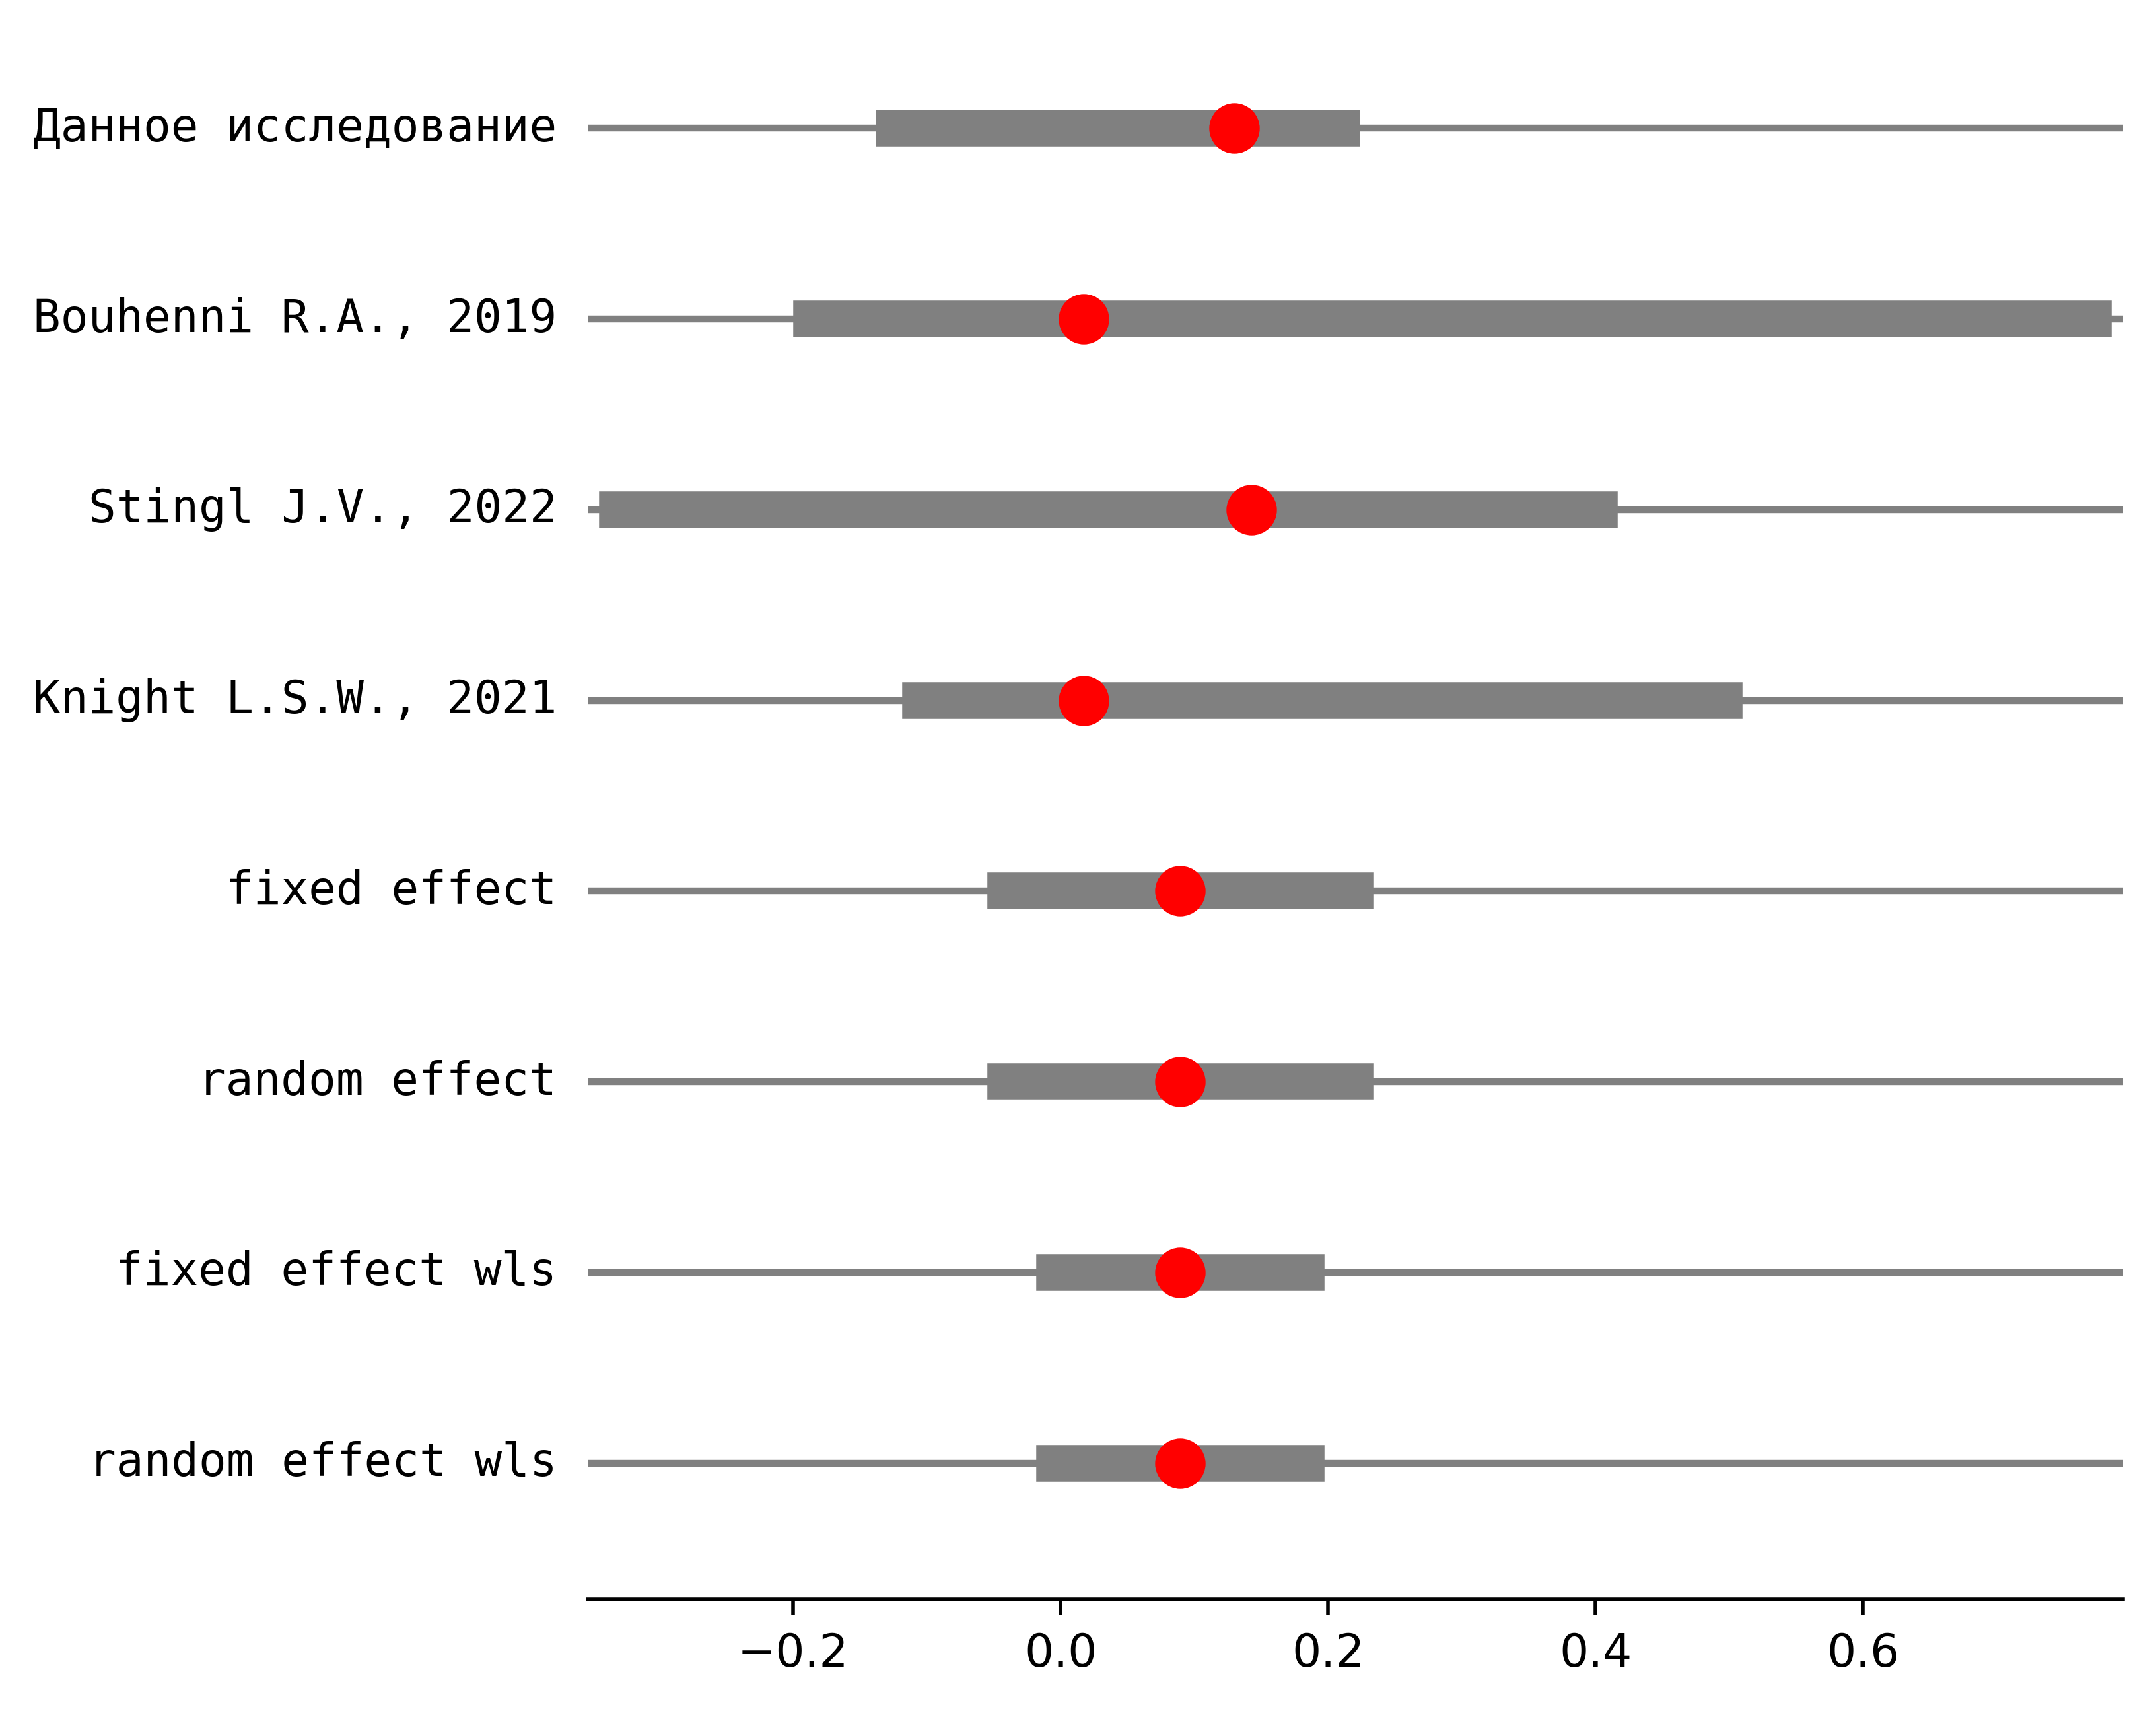 Данное исследование
Bouhenni R.A., 2019
Stingl J.V., 2022
Knight L.S.W., 2021
fixed effect
random effect
fixed effect wls
random effect wls
−0.2 0.0 0.2 0.4 0.6